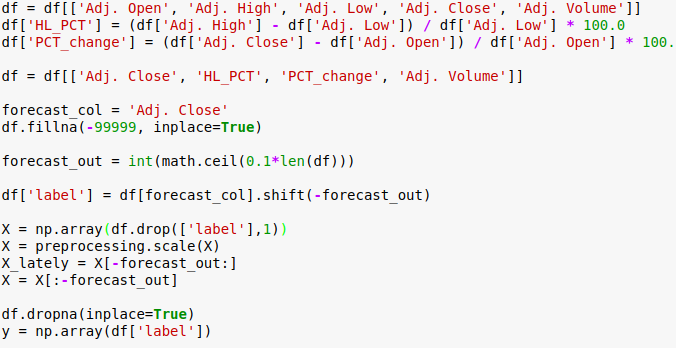 df = df[['Adj. Open', 'Adj. High', 'Adj. Low', 'Adj. Close', 'Adj. Volume']]
df['HL_PCT'] = (df['Adj. High'] - df['Adj. Low']) / df['Adj. Low'] * 100.0
df['PCT_change'] = (df['Adj. Close'] - df['Adj. Open']) / df['Adj. Open'] * 100.
df = df[['Adj. Close', 'HL_PCT', 'PCT_change', 'Adj. Volume']]
forecast_col = 'Adj. Close'
df.fillna(-99999, inplace=True)
forecast_out = int(math.ceil(0.1*len(df)))
df['label'] = df[forecast_col].shift(-forecast_out)
X = np.array(df.drop(['label'],1))
X = preprocessing.scale(X)
X_lately = X[-forecast_out:]
X = X[:-forecast_out]
df.dropna(inplace=True)
y = np.array(df['label'])